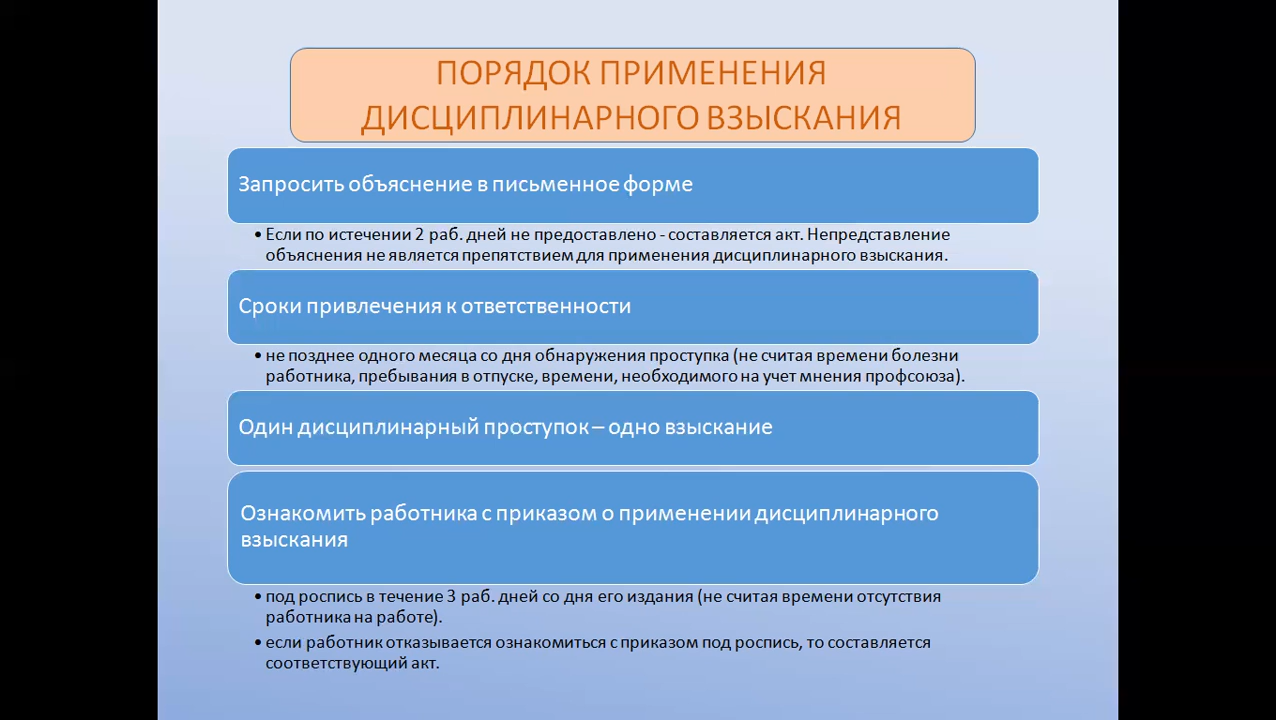 ПОРЯДОК ПРИМЕНЕНИЯ
ДИСЦИПЛИНАРНОГО ВЗЫСКАНИЯ
Запросить объяснение в письменное форме
• Если по истечении 2 раб. дней не предоставлено - составляется акт. Непредставление
объяснения не является препятствием для применения дисциплинарного взыскания.
Сроки привлечения к ответственности
• не позднее одного месяца со дня обнаружения проступка (не считая времени болезни
работника, пребывания в отпуске, времени, необходимого на учет мнения профсоюза).
Один дисциплинарный проступок – одно взыскание
Ознакомить работника с приказом о применении дисциплинарного
взыскания
• под роспись в течение 3 раб. дней со дня его издания (не считая времени отсутствия
работника на работе).
• если работник отказывается ознакомиться с приказом под роспись, то составляется
соответствующий акт.